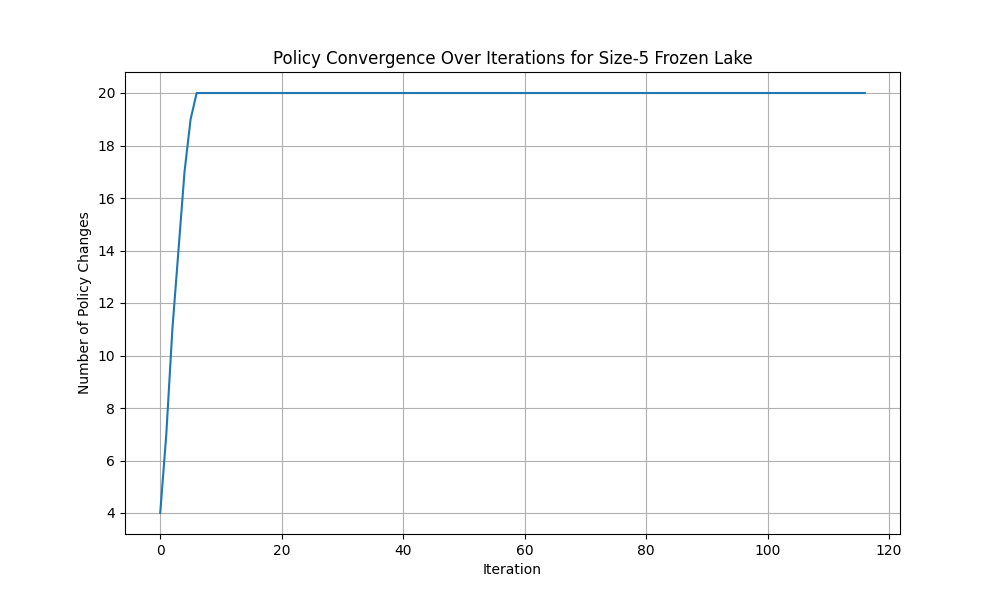 Policy Convergence Over Iterations for Size-5 Frozen Lake
20
18
16
14
12
10
8
6
4
Number of Policy Changes
0 20 40 60 80 100 120
Iteration